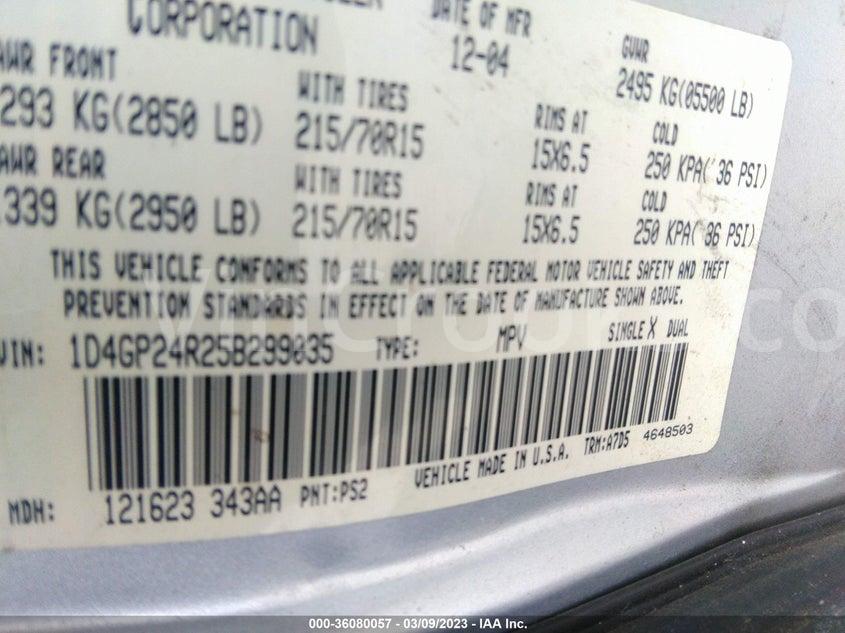 CORPORATION
DATE OF MFR
12-04
GVWR
2495 KG(05500 LB)
AWR FRONT
293 KG(2850 LB)
WITH TIRES
215/70R15
RIMS AT
15X6.5
COLD
250 KPA( 36 PSI)
AWR REAR
339 KG(2950 LB)
WITH TIRES
215/70R15
RIMS AT
15X6.5
COLD
250 KPA( 36 PSI)
THIS VEHICLE CONFORMS TO ALL APPLICABLE FEDERAL MOTOR VEHICLE SAFETY AND THEFT
PREVENTION STANDARDS IN EFFECT ON THE DATE OF MANUFACTURE SHOWN ABOVE.
VIN: 1D4GP24R25B299035 TYPE: MPV SINGLE X DUAL
MDH: 121623 343AA PNT:PS2 VEHICLE MADE IN U.S.A. TRM:A7D5 4648503
000-36080057 - 03/09/2023 - IAA Inc.